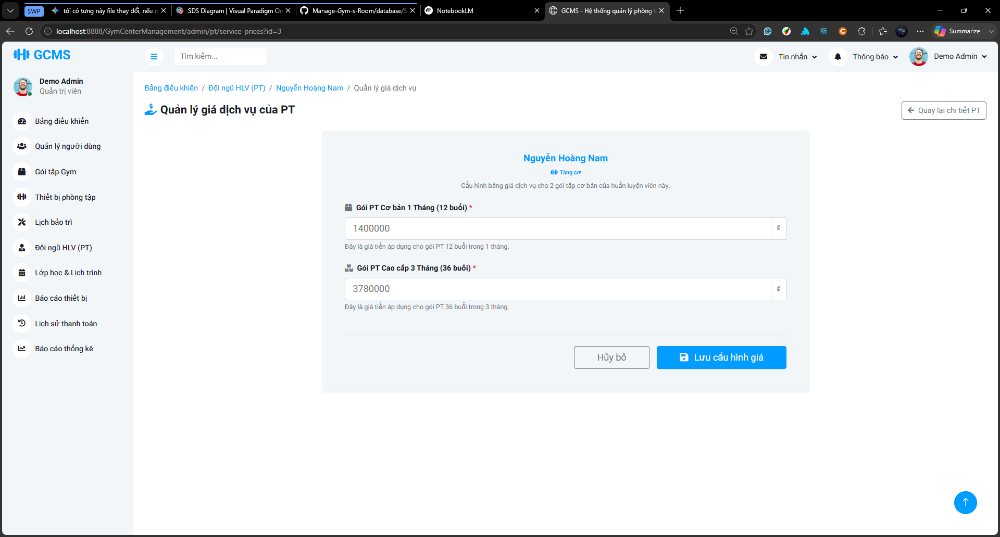 SWP
tôi có tưng này file thay đổi, nếu m
SDS Diagram | Visual Paradigm On
Manage-Gym-s-Room/database/S
NotebookLM
GCMS - Hệ thống quản lý phòng t
localhost:8888/GymCenterManagement/admin/pt/service-prices?id=3
Summarize
GCMS
Tìm kiếm...
Tin nhắn
Thông báo
Demo Admin
Demo Admin
Quản trị viên
Bảng điều khiển
Quản lý người dùng
Gói tập Gym
Thiết bị phòng tập
Lịch bảo trì
Đội ngũ HLV (PT)
Lớp học & Lịch trình
Báo cáo thiết bị
Lịch sử thanh toán
Báo cáo thống kê
Bảng điều khiển / Đội ngũ HLV (PT) / Nguyễn Hoàng Nam / Quản lý giá dịch vụ
Quản lý giá dịch vụ của PT
Quay lại chi tiết PT
Nguyễn Hoàng Nam
Tăng cơ
Cấu hình bảng giá dịch vụ cho 2 gói tập cơ bản của huấn luyện viên này.
Gói PT Cơ bản 1 Tháng (12 buổi) *
1400000 ₫
Đây là giá tiền áp dụng cho gói PT 12 buổi trong 1 tháng.
Gói PT Cao cấp 3 Tháng (36 buổi) *
3780000 ₫
Đây là giá tiền áp dụng cho gói PT 36 buổi trong 3 tháng.
Hủy bỏ
Lưu cấu hình giá